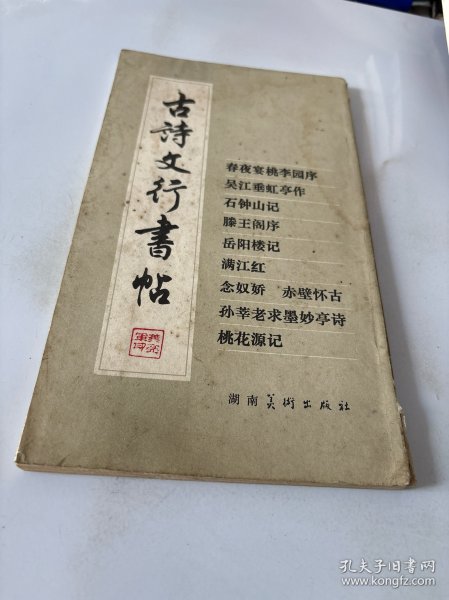 古詩文行書帖
春夜宴桃李园序
吴江垂虹亭作
石钟山记
滕王阁序
岳阳楼记
满江红
念奴娇 赤壁怀古
孙莘老求墨妙亭诗
桃花源记
湖南美術出版社
孔夫子旧书网
www.kongfz.com